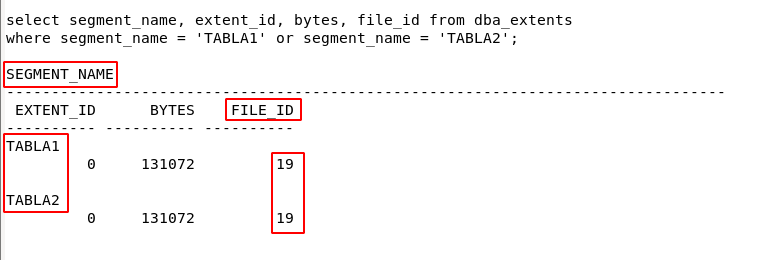 select segment_name, extent_id, bytes, file_id from dba_extents
where segment_name = 'TABLA1' or segment_name = 'TABLA2';
SEGMENT_NAME
--------------------------------------------------------------------------------
EXTENT_ID      BYTES    FILE_ID
---------- ---------- ----------
TABLA1
0     131072         19
TABLA2
0     131072         19